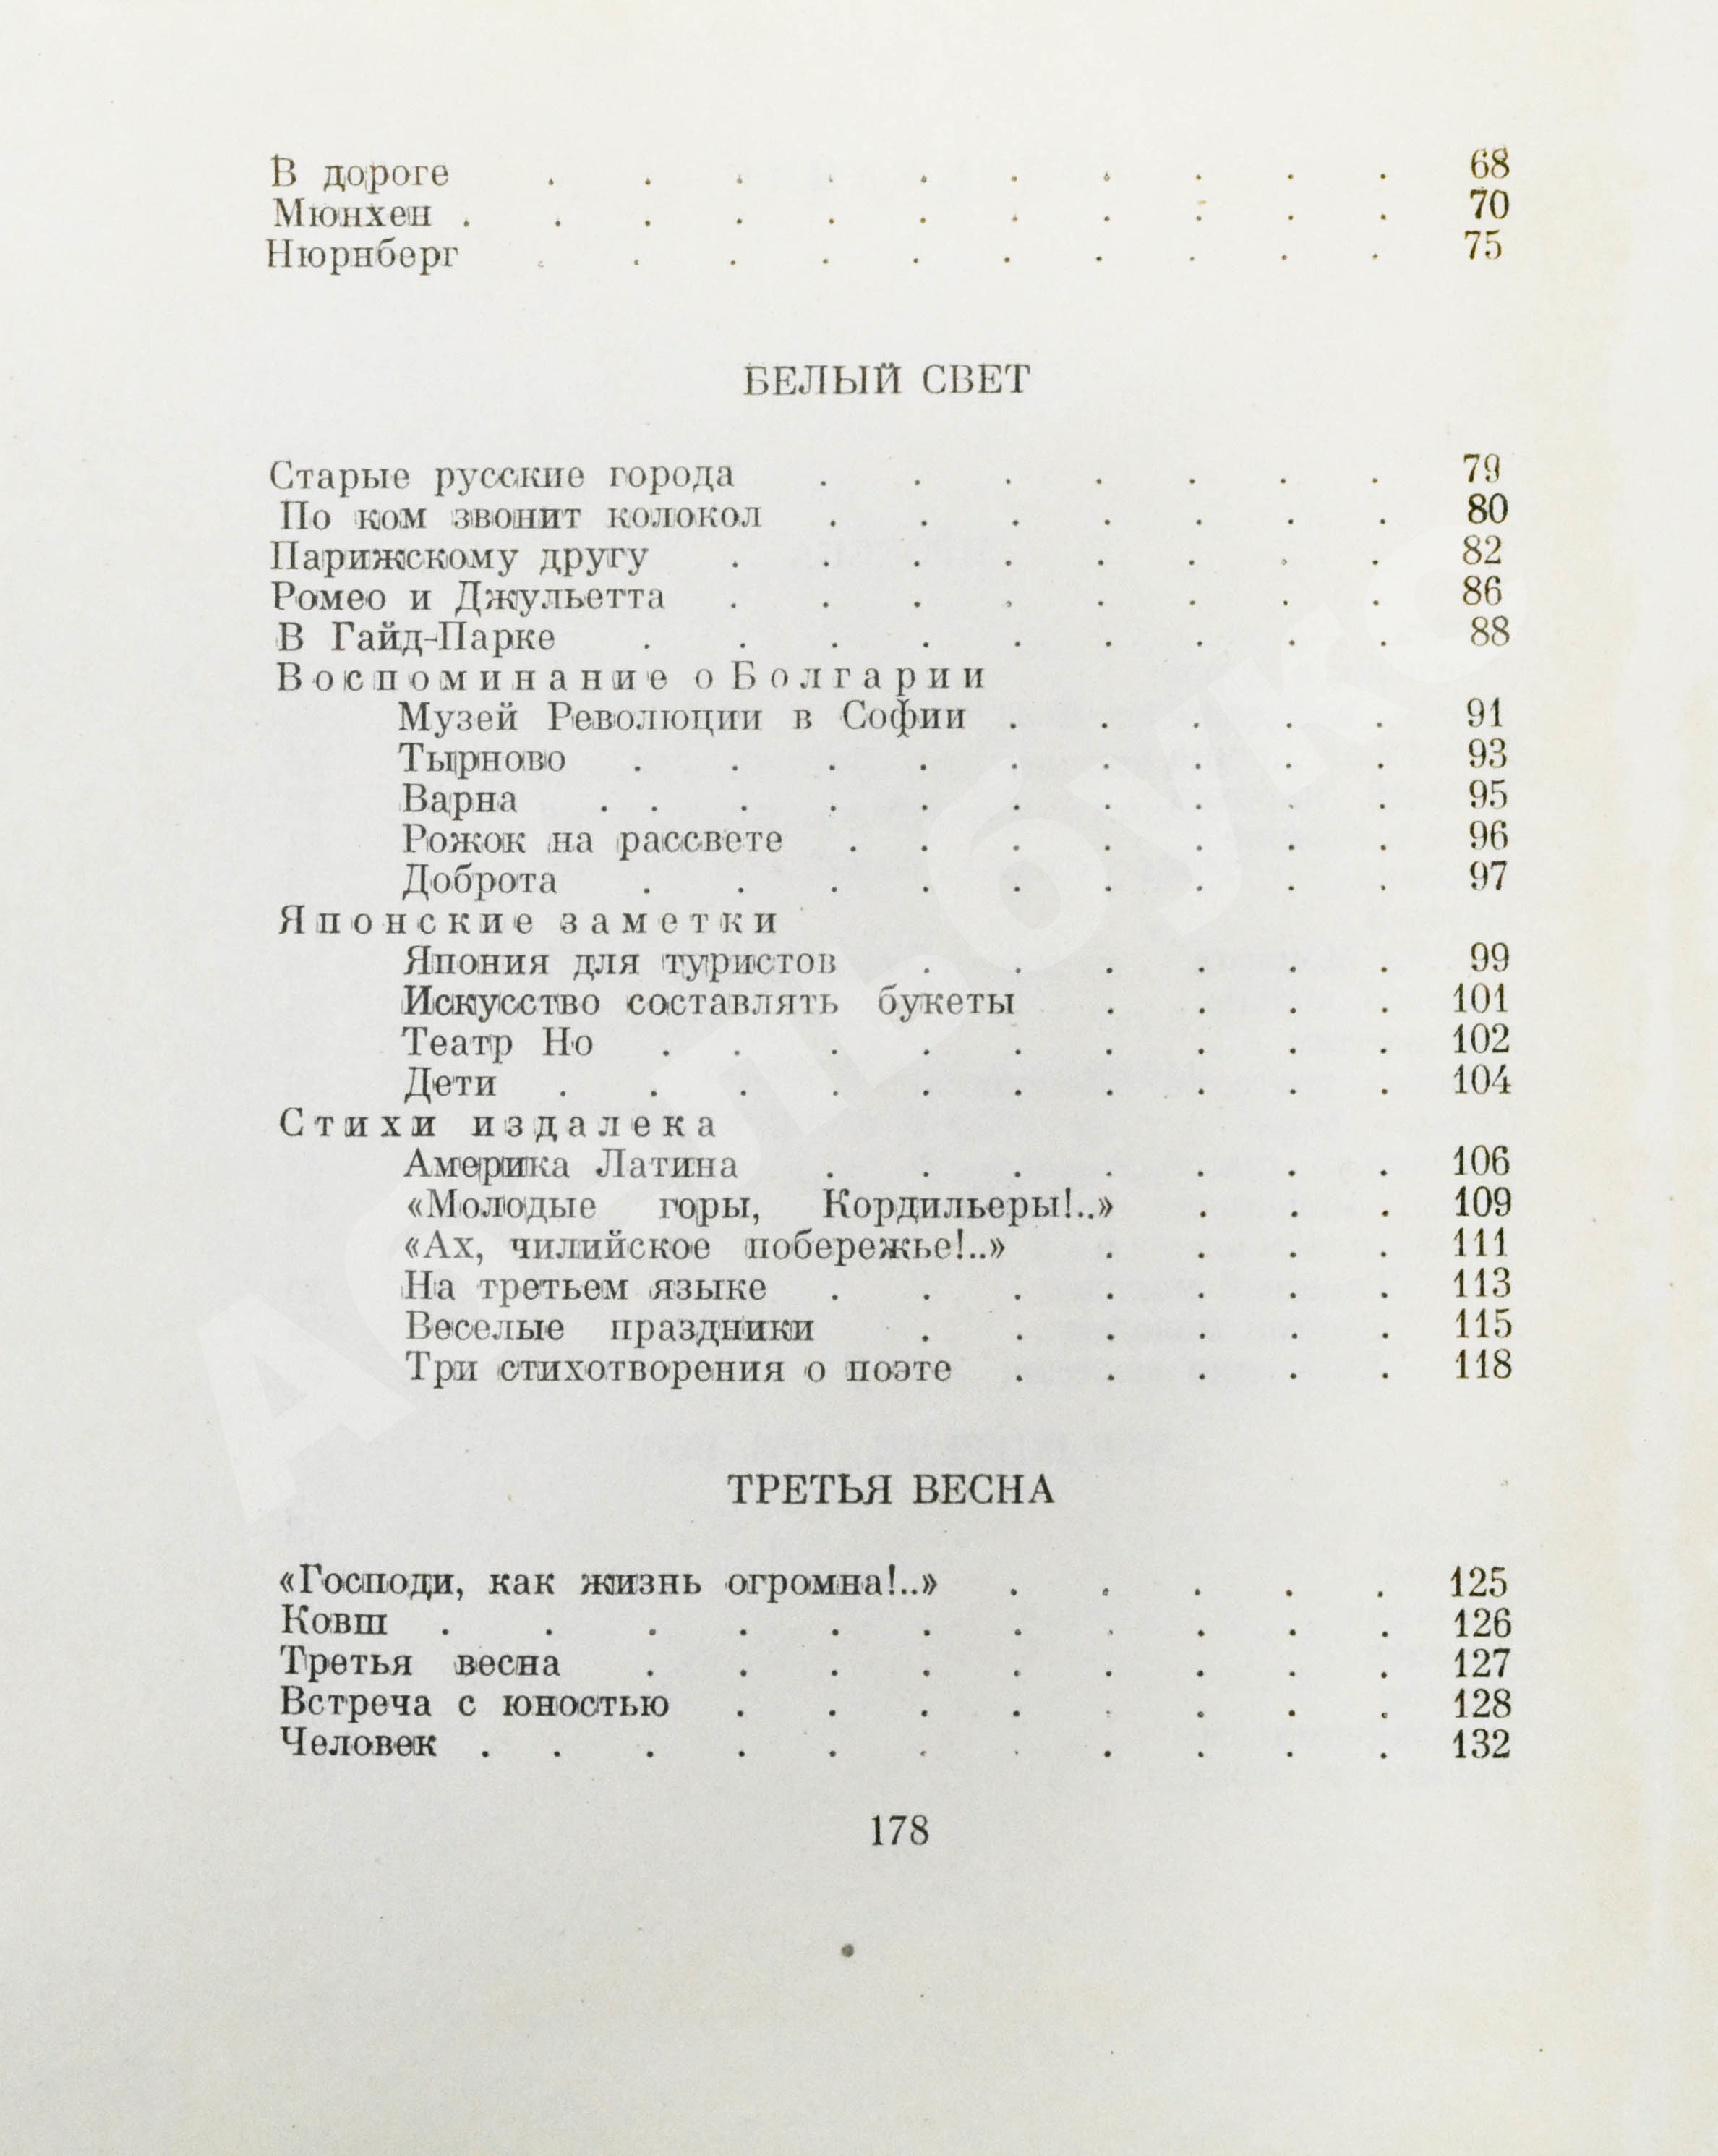 В дороге . . . . . . . . . . 68
Мюнхен . . . . . . . . . . . 70
Нюрнберг . . . . . . . . . . 75
БЕЛЫЙ СВЕТ
Старые русские города . . . . . . . 79
По ком звонит колокол . . . . . . . 80
Парижскому другу . . . . . . . . 82
Ромео и Джульетта . . . . . . . . 86
В Гайд-Парке . . . . . . . . . 88
Воспоминание о Болгарии
Музей Революции в Софии . . . . . 91
Тырново . . . . . . . . . 93
Варна . . . . . . . . . . 95
Рожок на рассвете . . . . . . . 96
Доброта . . . . . . . . . 97
Японские заметки
Япония для туристов . . . . . . 99
Искусство составлять букеты . . . . 101
Театр Но . . . . . . . . . 102
Дети . . . . . . . . . . 104
Стихи издалека
Америка Латина . . . . . . . 106
«Молодые горы, Кордильеры!..» . . . 109
«Ах, чилийское побережье!..» . . . . 111
На третьем языке . . . . . . . 113
Веселые праздники . . . . . . 115
Три стихотворения о поэте . . . . . 118
ТРЕТЬЯ ВЕСНА
«Господи, как жизнь огромна!..» . . . . . 125
Ковш . . . . . . . . . . . 126
Третья весна . . . . . . . . . 127
Встреча с юностью . . . . . . . . 128
Человек . . . . . . . . . . . 132
178